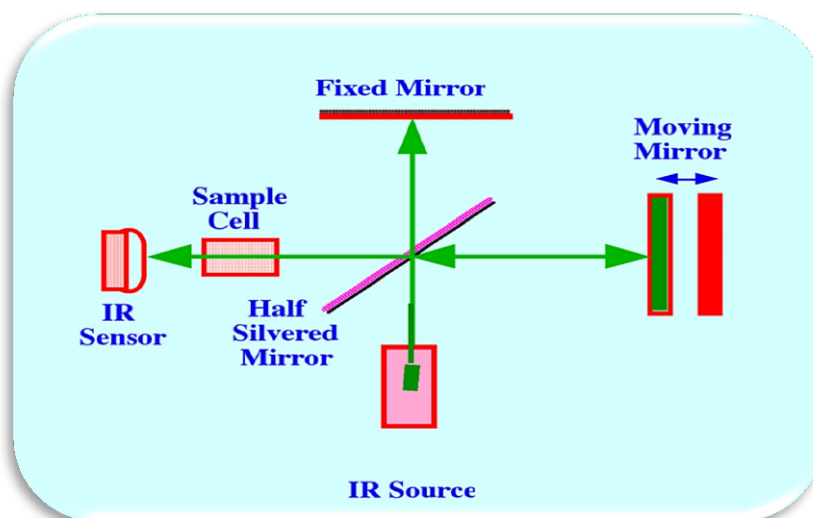 Fixed Mirror
Moving
Mirror
Sample
Cell
IR
Sensor
Half
Silvered
Mirror
IR Source